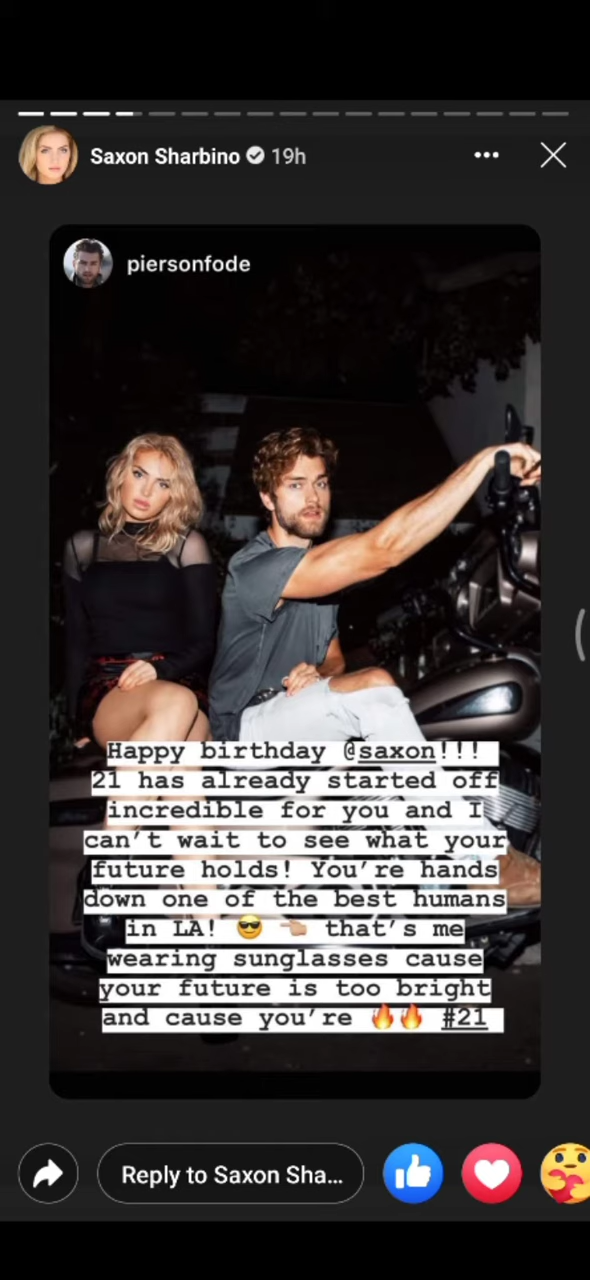 Saxon Sharbino 19h
piersonfode
Happy birthday @saxon!!!
21 has already started off
incredible for you and I
can't wait to see what your
future holds! You're hands
down one of the best humans
in LA! 😎 👈🏼 that's me
wearing sunglasses cause
your future is too bright
and cause you're 🔥🔥 #21
Reply to Saxon Sha...